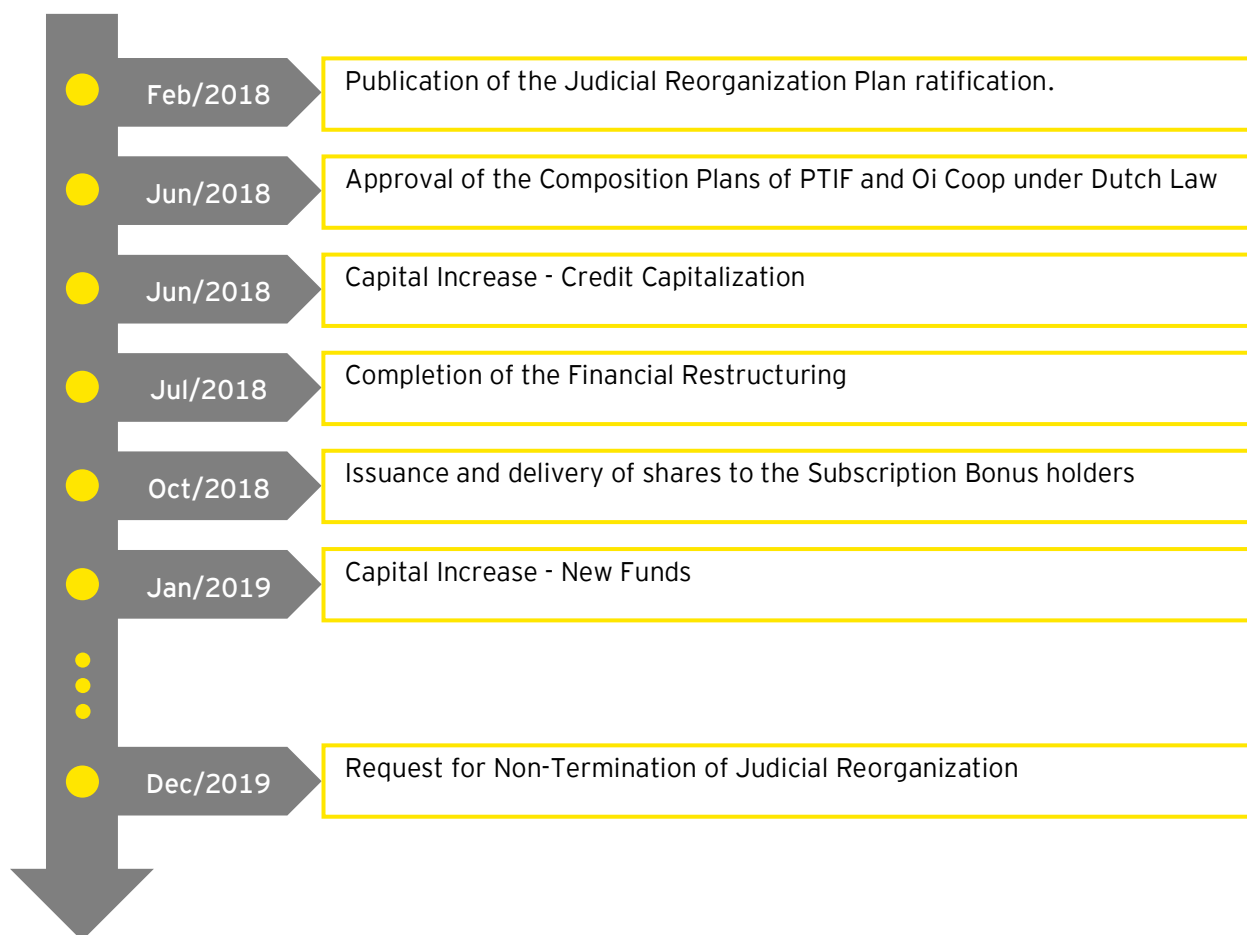 Feb/2018
Publication of the Judicial Reorganization Plan ratification.
Jun/2018
Approval of the Composition Plans of PTIF and Oi Coop under Dutch Law
Jun/2018
Capital Increase - Credit Capitalization
Jul/2018
Completion of the Financial Restructuring
Oct/2018
Issuance and delivery of shares to the Subscription Bonus holders
Jan/2019
Capital Increase - New Funds
Dec/2019
Request for Non-Termination of Judicial Reorganization